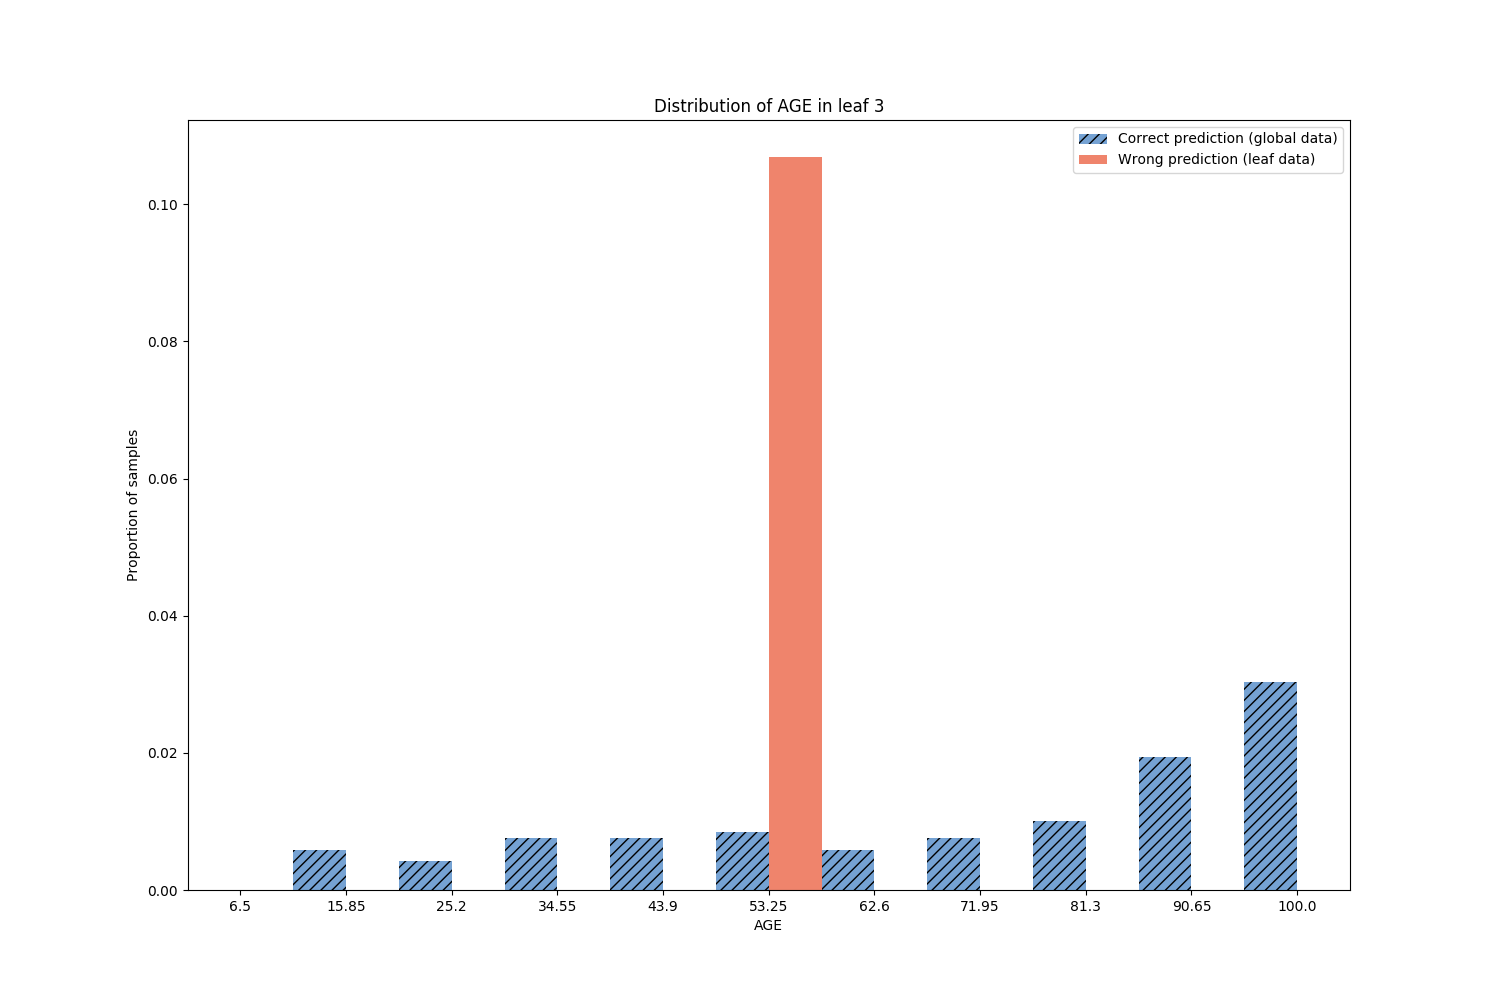 Distribution of AGE in leaf 3
Correct prediction (global data)
Wrong prediction (leaf data)
Proportion of samples
0.10
0.08
0.06
0.04
0.02
0.00
6.5 15.85 25.2 34.55 43.9 53.25 62.6 71.95 81.3 90.65 100.0
AGE